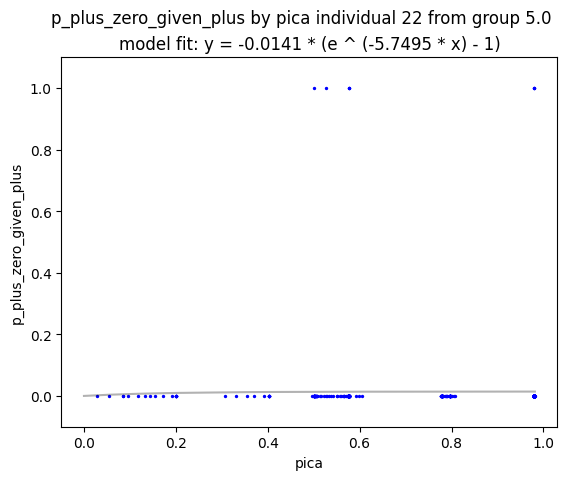 p_plus_zero_given_plus by pica individual 22 from group 5.0
model fit: y = -0.0141 * (e ^ (-5.7495 * x) - 1)
1.0
0.8
0.6
0.4
0.2
0.0
p_plus_zero_given_plus
0.0 0.2 0.4 0.6 0.8 1.0
pica